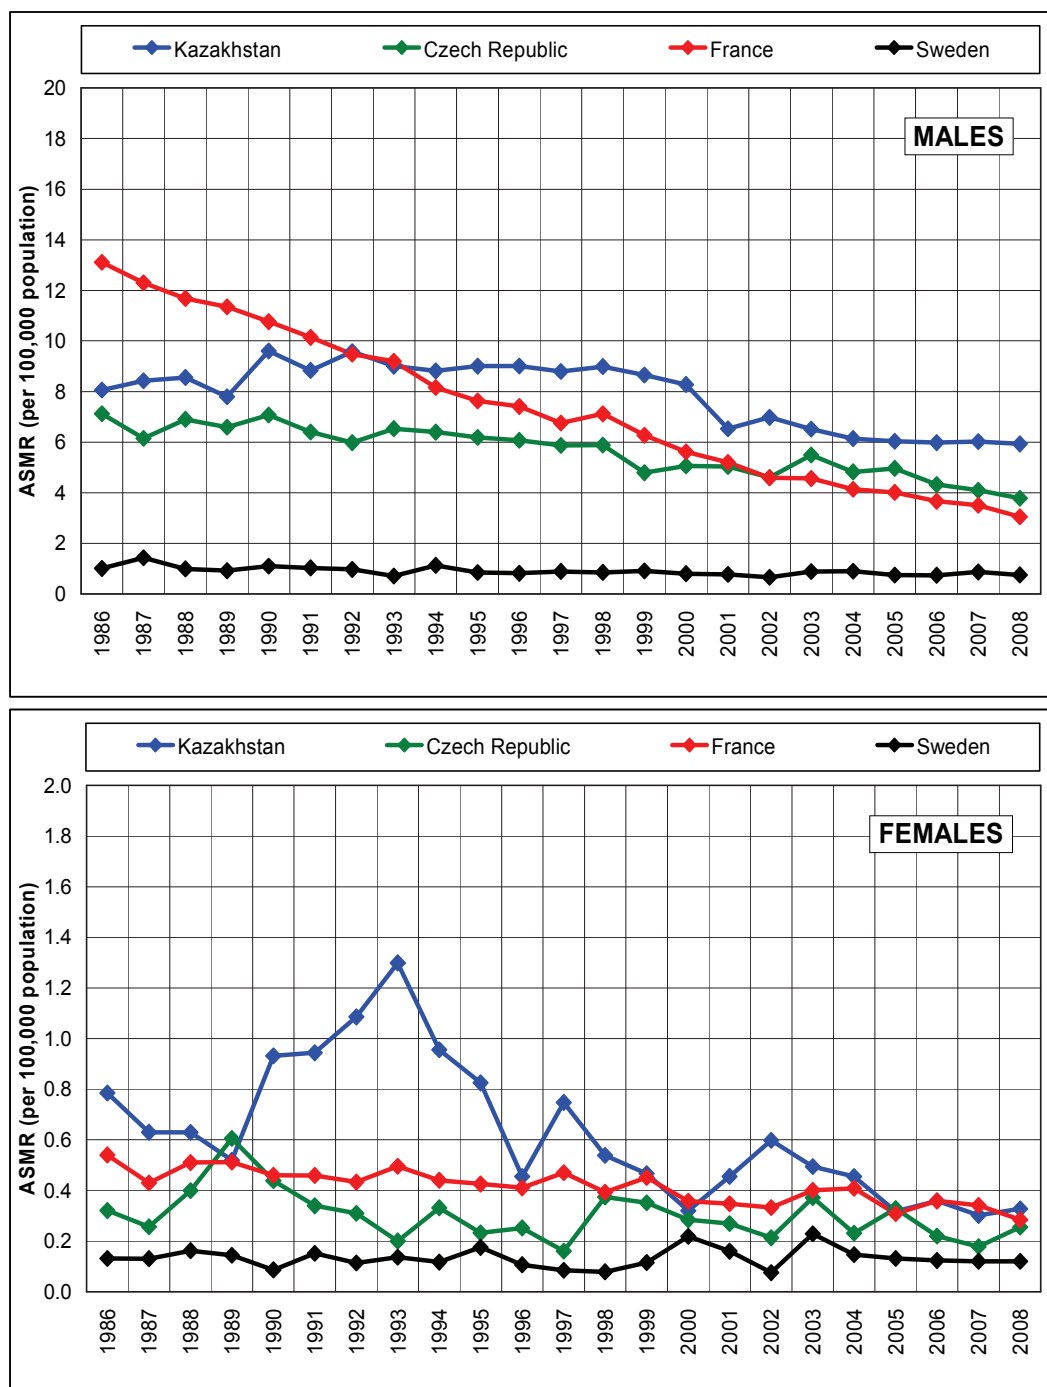 Kazakhstan Czech Republic France Sweden
MALES
ASMR (per 100,000 population)
20
18
16
14
12
10
8
6
4
2
0
1986 1987 1988 1989 1990 1991 1992 1993 1994 1995 1996 1997 1998 1999 2000 2001 2002 2003 2004 2005 2006 2007 2008
Kazakhstan Czech Republic France Sweden
FEMALES
ASMR (per 100,000 population)
2.0
1.8
1.6
1.4
1.2
1.0
0.8
0.6
0.4
0.2
0.0
1986 1987 1988 1989 1990 1991 1992 1993 1994 1995 1996 1997 1998 1999 2000 2001 2002 2003 2004 2005 2006 2007 2008